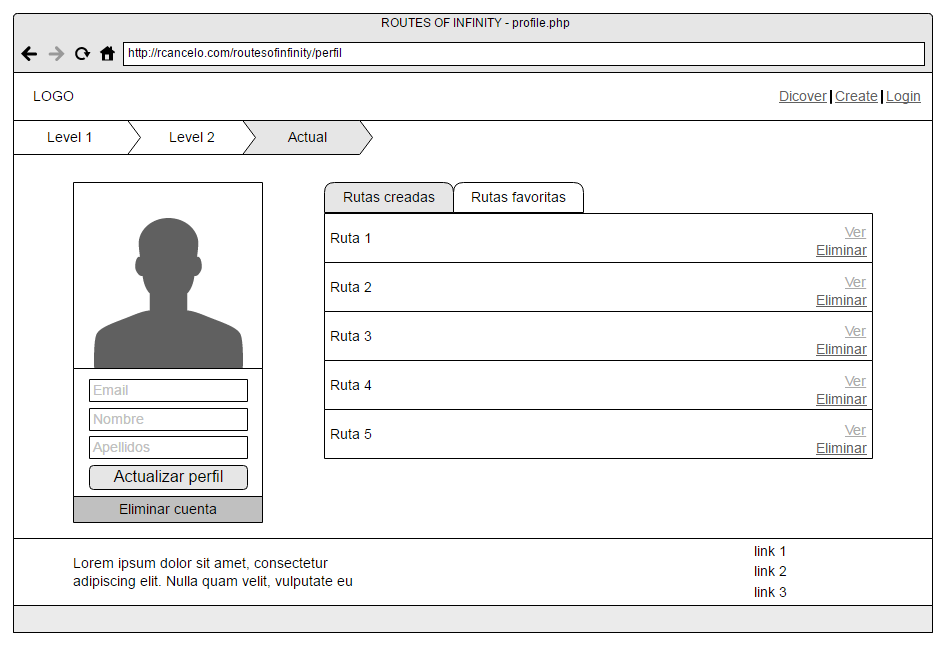 ROUTES OF INFINITY - profile.php
http://rcancelo.com/routesofinfinity/perfil
LOGO
Dicover | Create | Login
Level 1
Level 2
Actual
Rutas creadas
Rutas favoritas
Ruta 1
Ver
Eliminar
Ruta 2
Ver
Eliminar
Ruta 3
Ver
Eliminar
Ruta 4
Ver
Eliminar
Ruta 5
Ver
Eliminar
Email
Nombre
Apellidos
Actualizar perfil
Eliminar cuenta
Lorem ipsum dolor sit amet, consectetur
adipiscing elit. Nulla quam velit, vulputate eu
link 1
link 2
link 3